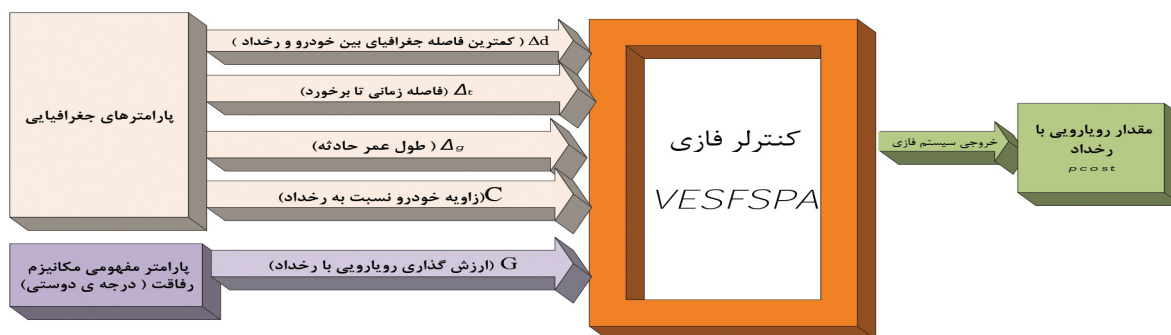 پارامترهای جغرافیایی
Δd ( کمترین فاصله جغرافیای بین خودرو و رخداد )
Δt (فاصله زمانی تا برخورد)
Δg ( طول عمر حادثه)
C(زاویه خودرو نسبت به رخداد)
پارامتر مفهومی مکانیزم
رفاقت ( درجه ی دوستی)
G (ارزش گذاری رویارویی با رخداد)
کنترلر فازی
VESFSPA
خروجی سیستم فازی
مقدار رویارویی با
رخداد
pcost